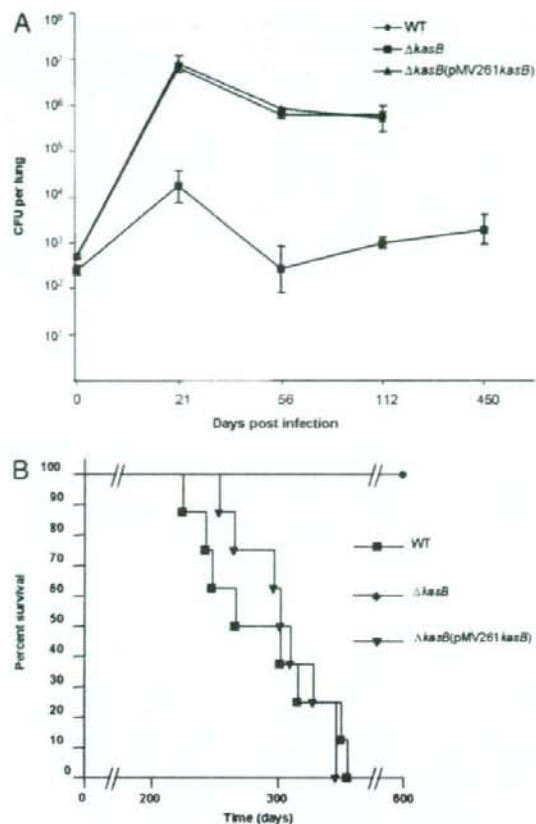 A
WT
ΔkasB
ΔkasB(pMV261kasB)
CFU per lung
10⁹
10⁸
10⁷
10⁶
10⁵
10⁴
10³
10²
10¹
0 21 56 112 450
Days post infection
B
WT
ΔkasB
ΔkasB(pMV261kasB)
Percent survival
100
90
80
70
60
50
40
30
20
10
0
0 200 300 600
Time (days)